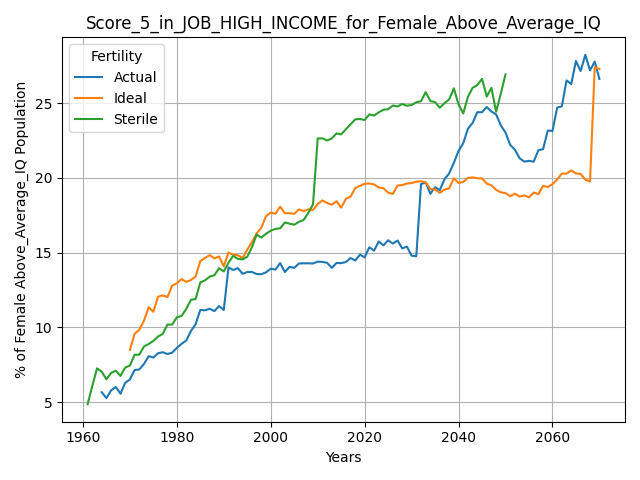 Score_5_in_JOB_HIGH_INCOME_for_Female_Above_Average_IQ
Fertility
Actual
Ideal
Sterile
% of Female Above_Average_IQ Population
25
20
15
10
5
1960 1980 2000 2020 2040 2060
Years